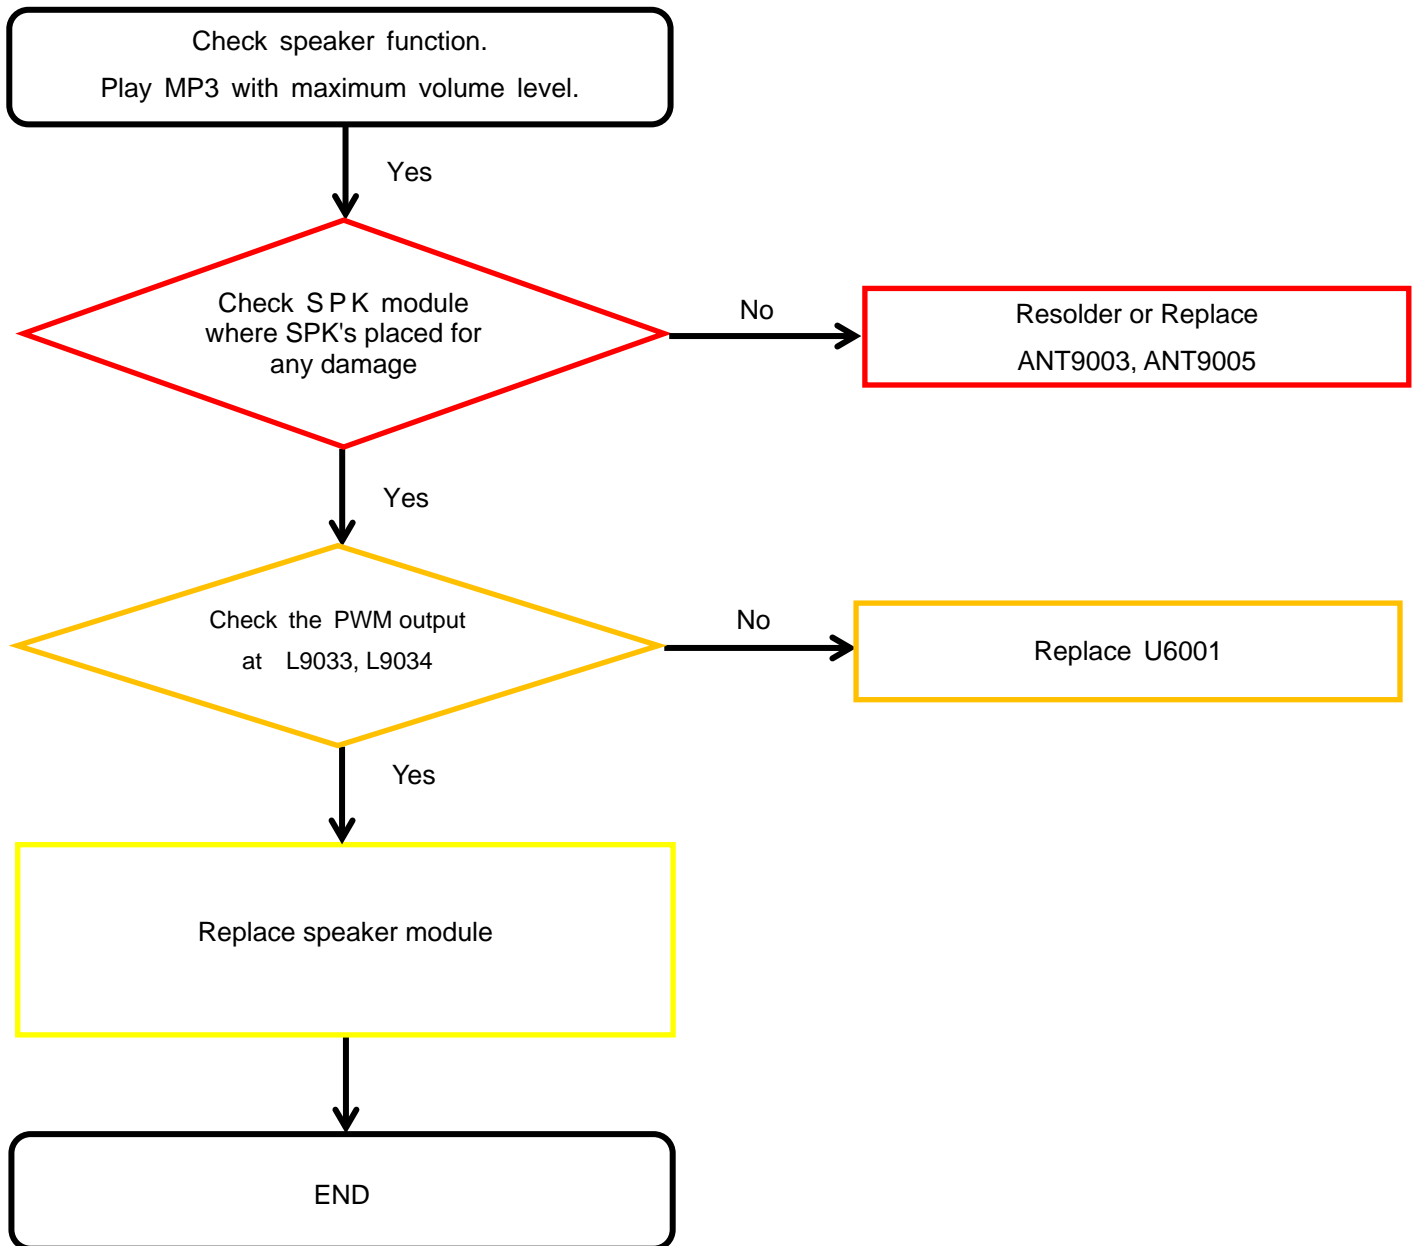 Check speaker function.
Play MP3 with maximum volume level.
Yes
Check SPK module
where SPK's placed for
any damage
No
Resolder or Replace
ANT9003, ANT9005
Yes
Check the PWM output
at L9033, L9034
No
Replace U6001
Yes
Replace speaker module
END